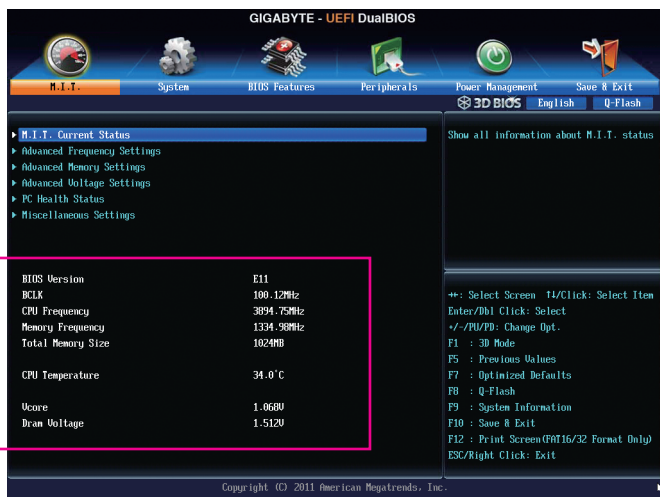 GIGABYTE - UEFI DualBIOS
M.I.T.
System
BIOS Features
Peripherals
Power Management
Save & Exit
3D BIOS
English
Q-Flash
M.I.T. Current Status
Advanced Frequency Settings
Advanced Memory Settings
Advanced Voltage Settings
PC Health Status
Miscellaneous Settings
Show all information about M.I.T. status
BIOS Version E11
BCLK 100.12MHz
CPU Frequency 3894.75MHz
Memory Frequency 1334.98MHz
Total Memory Size 1024MB
CPU Temperature 34.0°C
Vcore 1.068V
Dram Voltage 1.512V
→←: Select Screen ↑↓/Click: Select Item
Enter/Dbl Click: Select
+/-/PU/PD: Change Opt.
F1 : 3D Mode
F5 : Previous Values
F7 : Optimized Defaults
F8 : Q-Flash
F9 : System Information
F10 : Save & Exit
F12 : Print Screen(FAT16/32 Format Only)
ESC/Right Click: Exit
Copyright (C) 2011 American Megatrends, Inc.